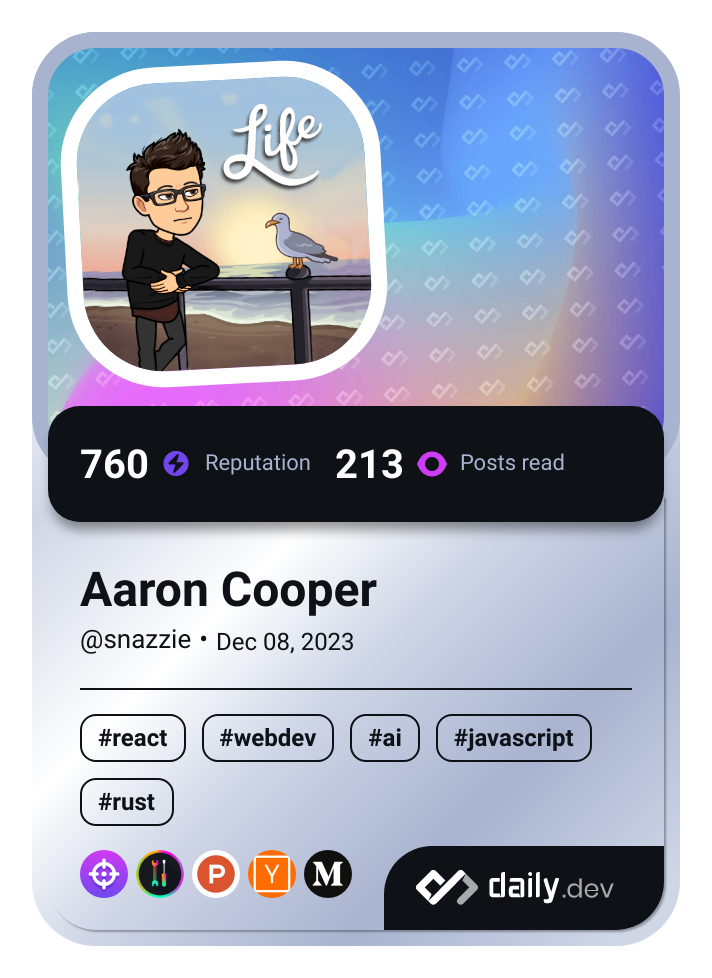 Life
760 Reputation 213 Posts read
Aaron Cooper
@snazzie • Dec 08, 2023
#react #webdev #ai #javascript
#rust
P Y M
daily.dev